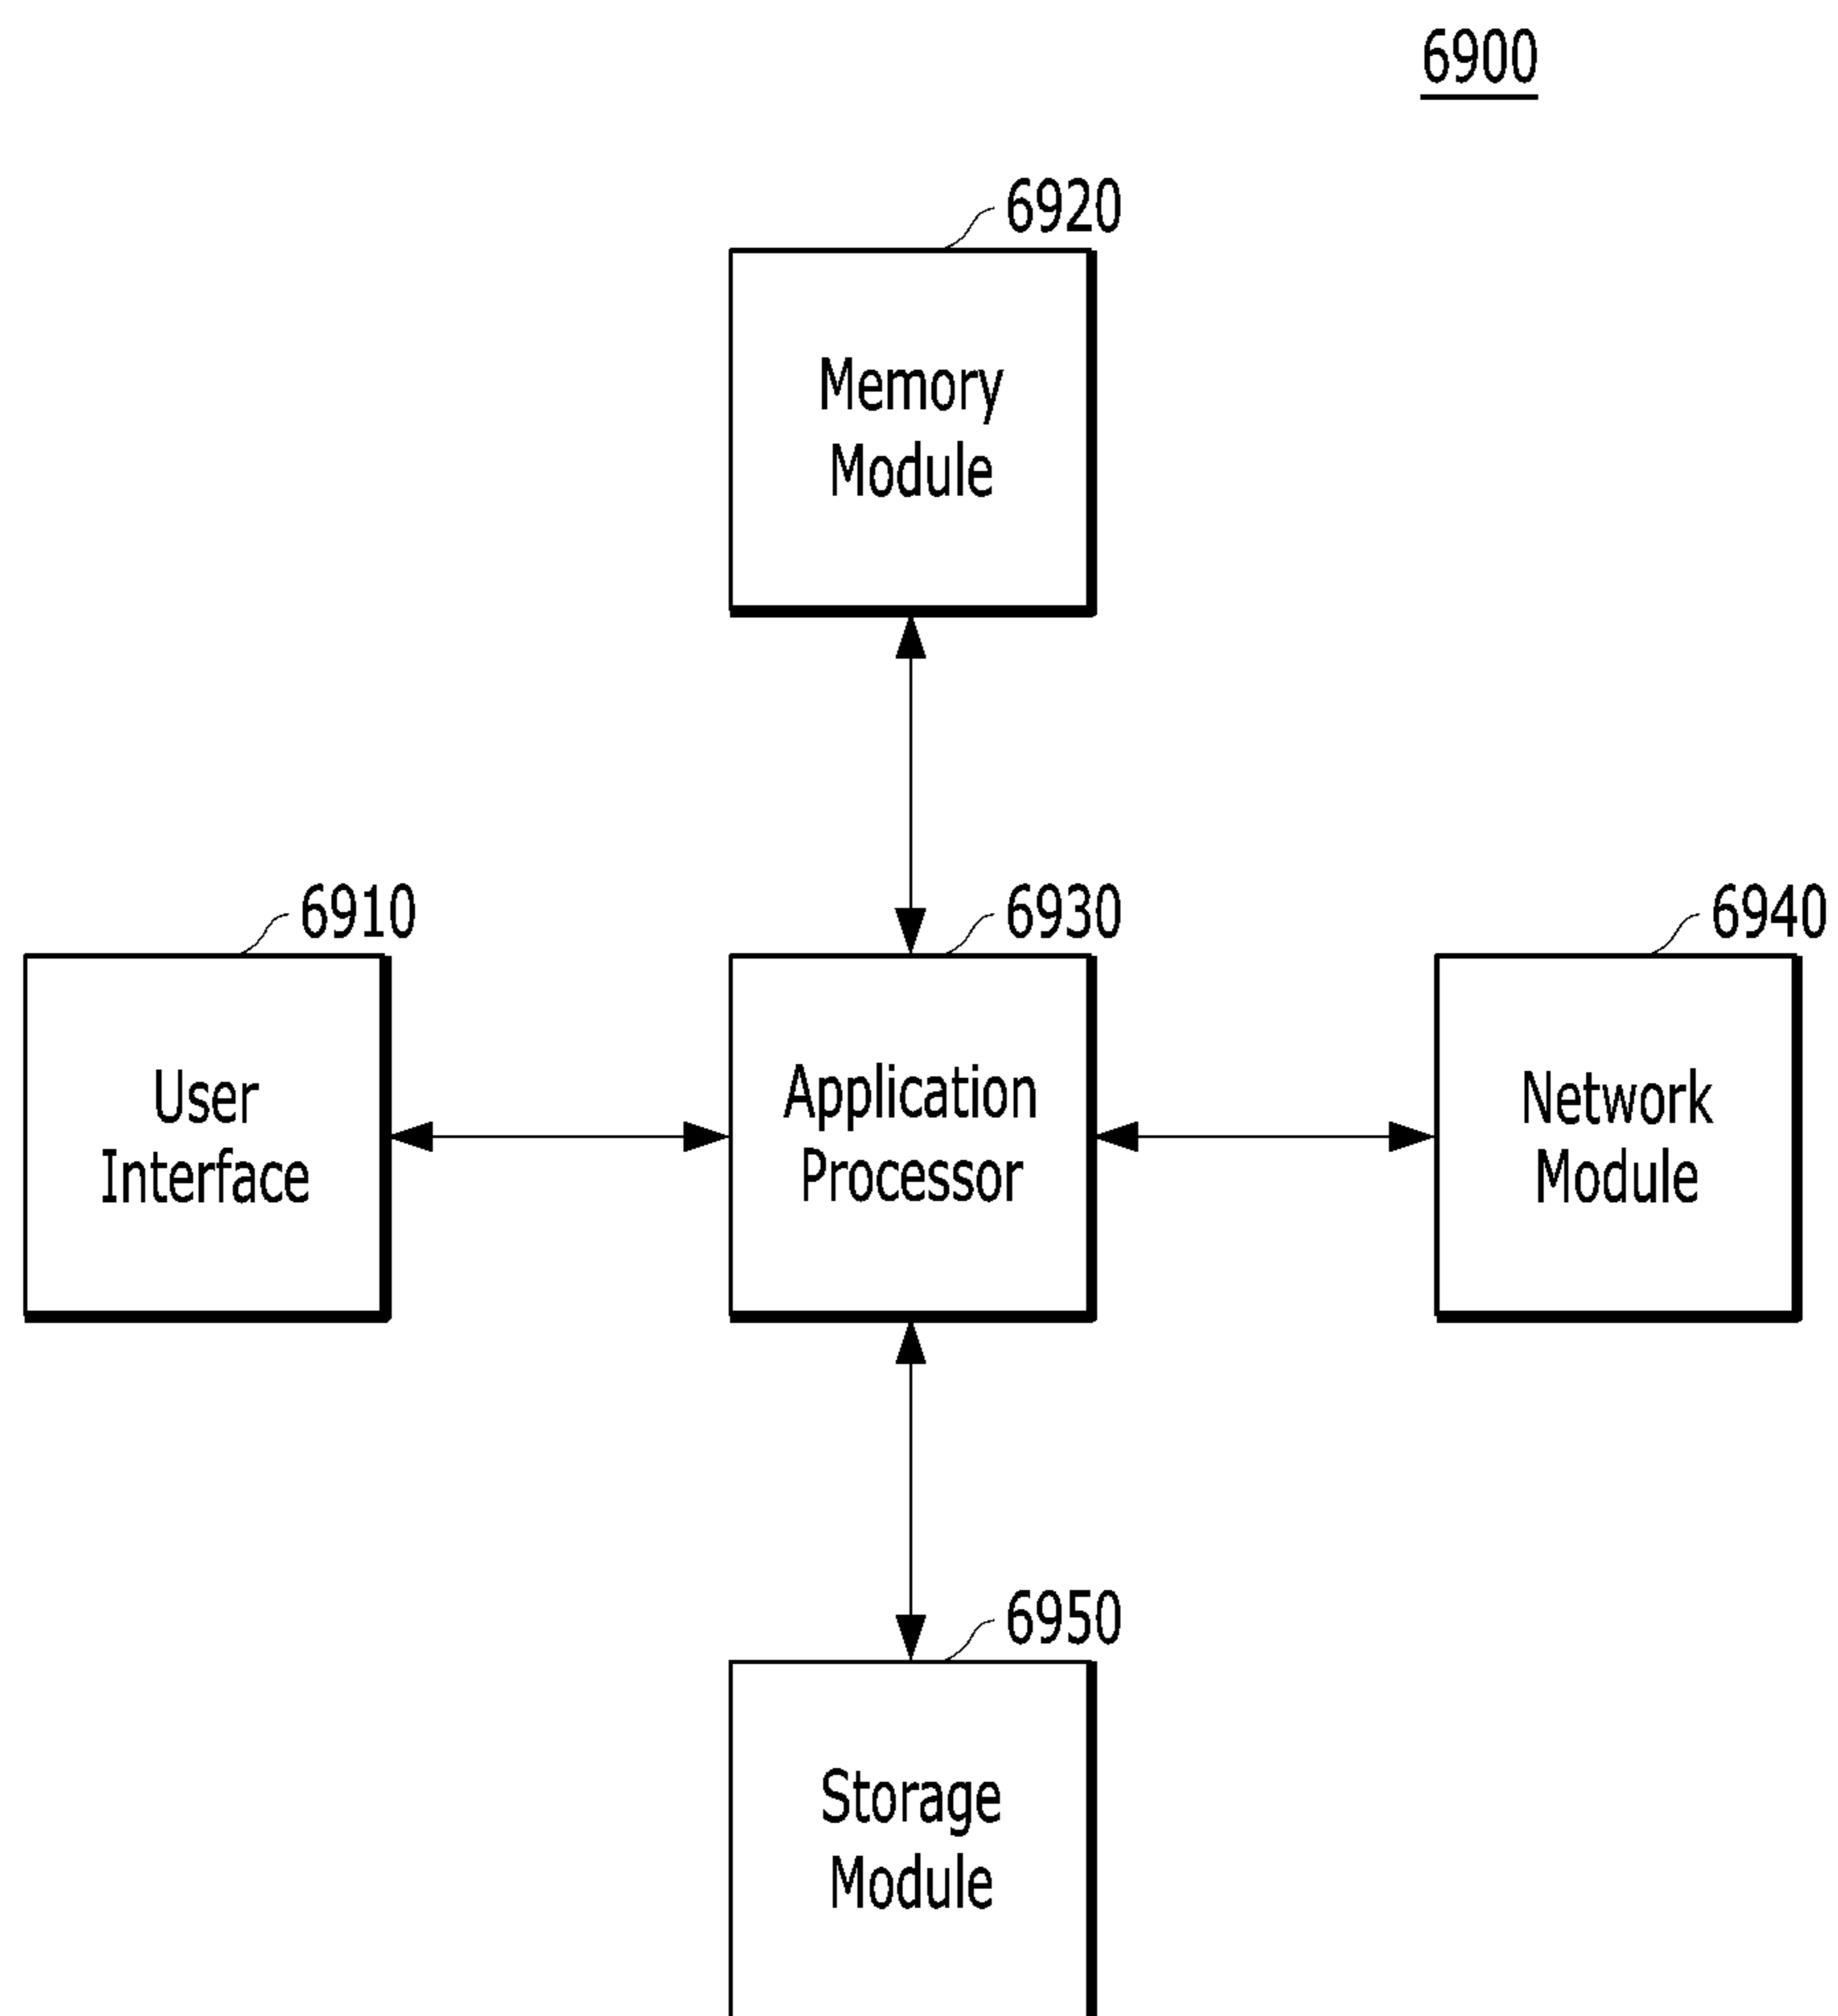 6900
6920
Memory
Module
6910
User
Interface
6930
Application
Processor
6940
Network
Module
6950
Storage
Module